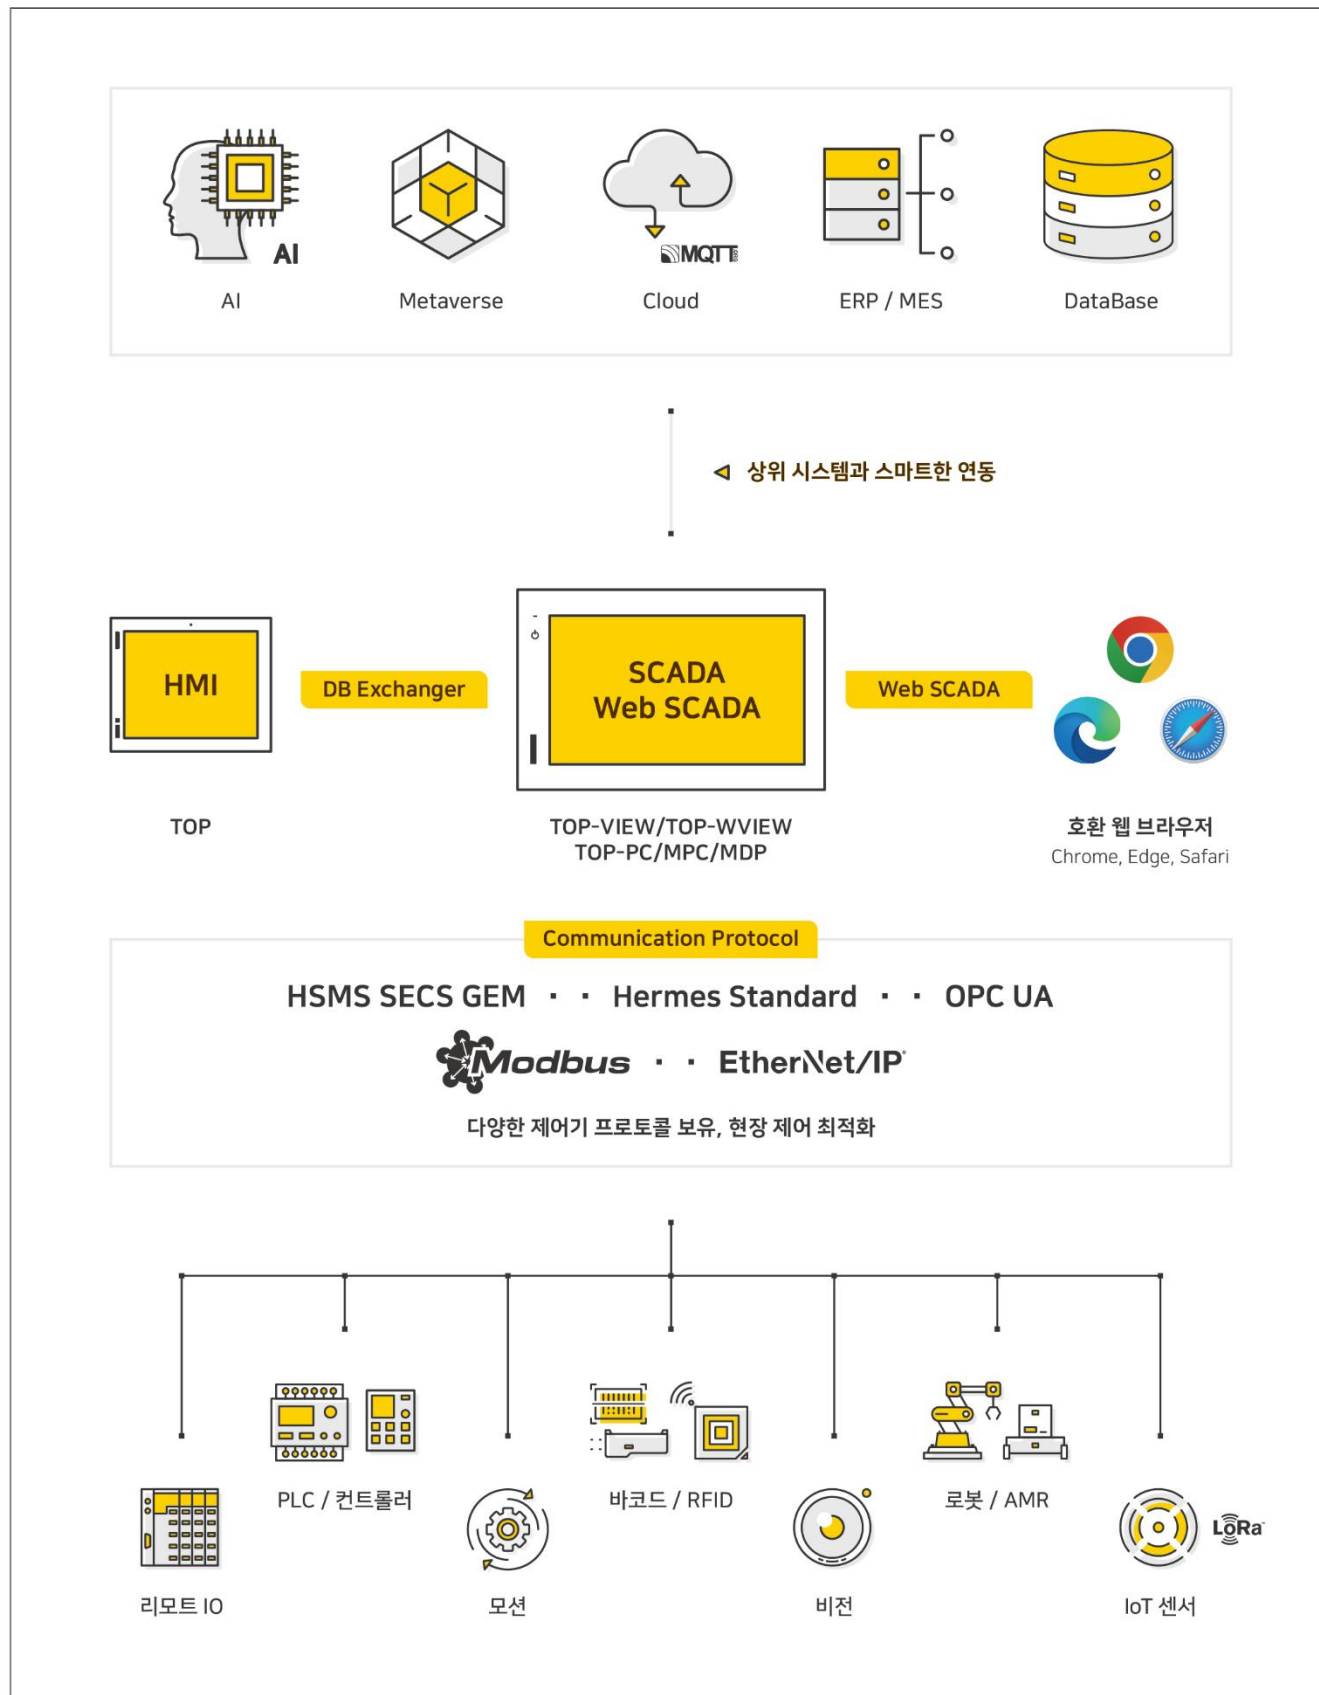 AI
MQTT
AI
Metaverse
Cloud
ERP / MES
DataBase
상위 시스템과 스마트한 연동
HMI
DB Exchanger
SCADA
Web SCADA
Web SCADA
TOP
TOP-VIEW/TOP-WVIEW
TOP-PC/MPC/MDP
호환 웹 브라우저
Chrome, Edge, Safari
Communication Protocol
HSMS SECS GEM · · Hermes Standard · · OPC UA
Modbus · · EtherNet/IP
다양한 제어기 프로토콜 보유, 현장 제어 최적화
PLC / 컨트롤러
바코드 / RFID
로봇 / AMR
LoRa
리모트 IO
모션
비전
IoT 센서